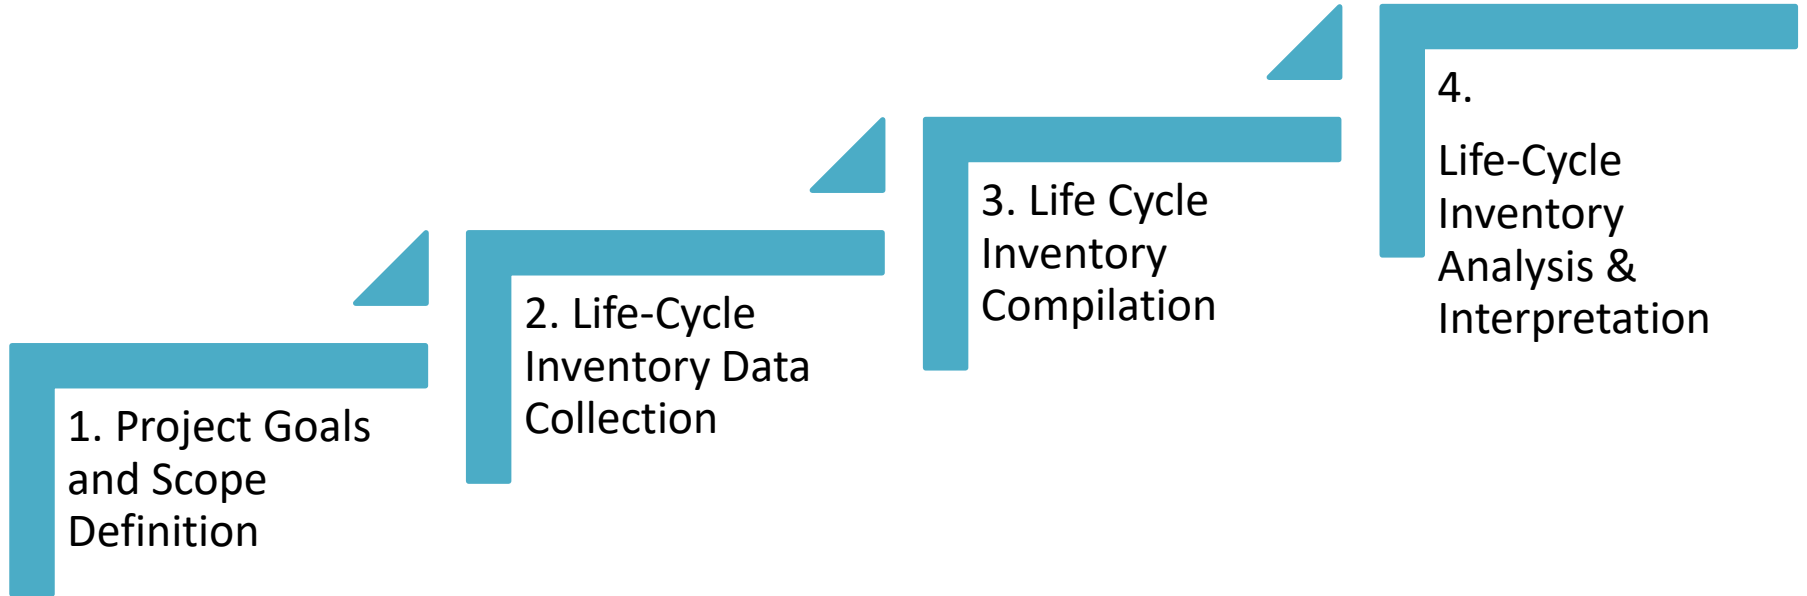 1. Project Goals
and Scope
Definition
2. Life-Cycle
Inventory Data
Collection
3. Life Cycle
Inventory
Compilation
4.
Life-Cycle
Inventory
Analysis &
Interpretation